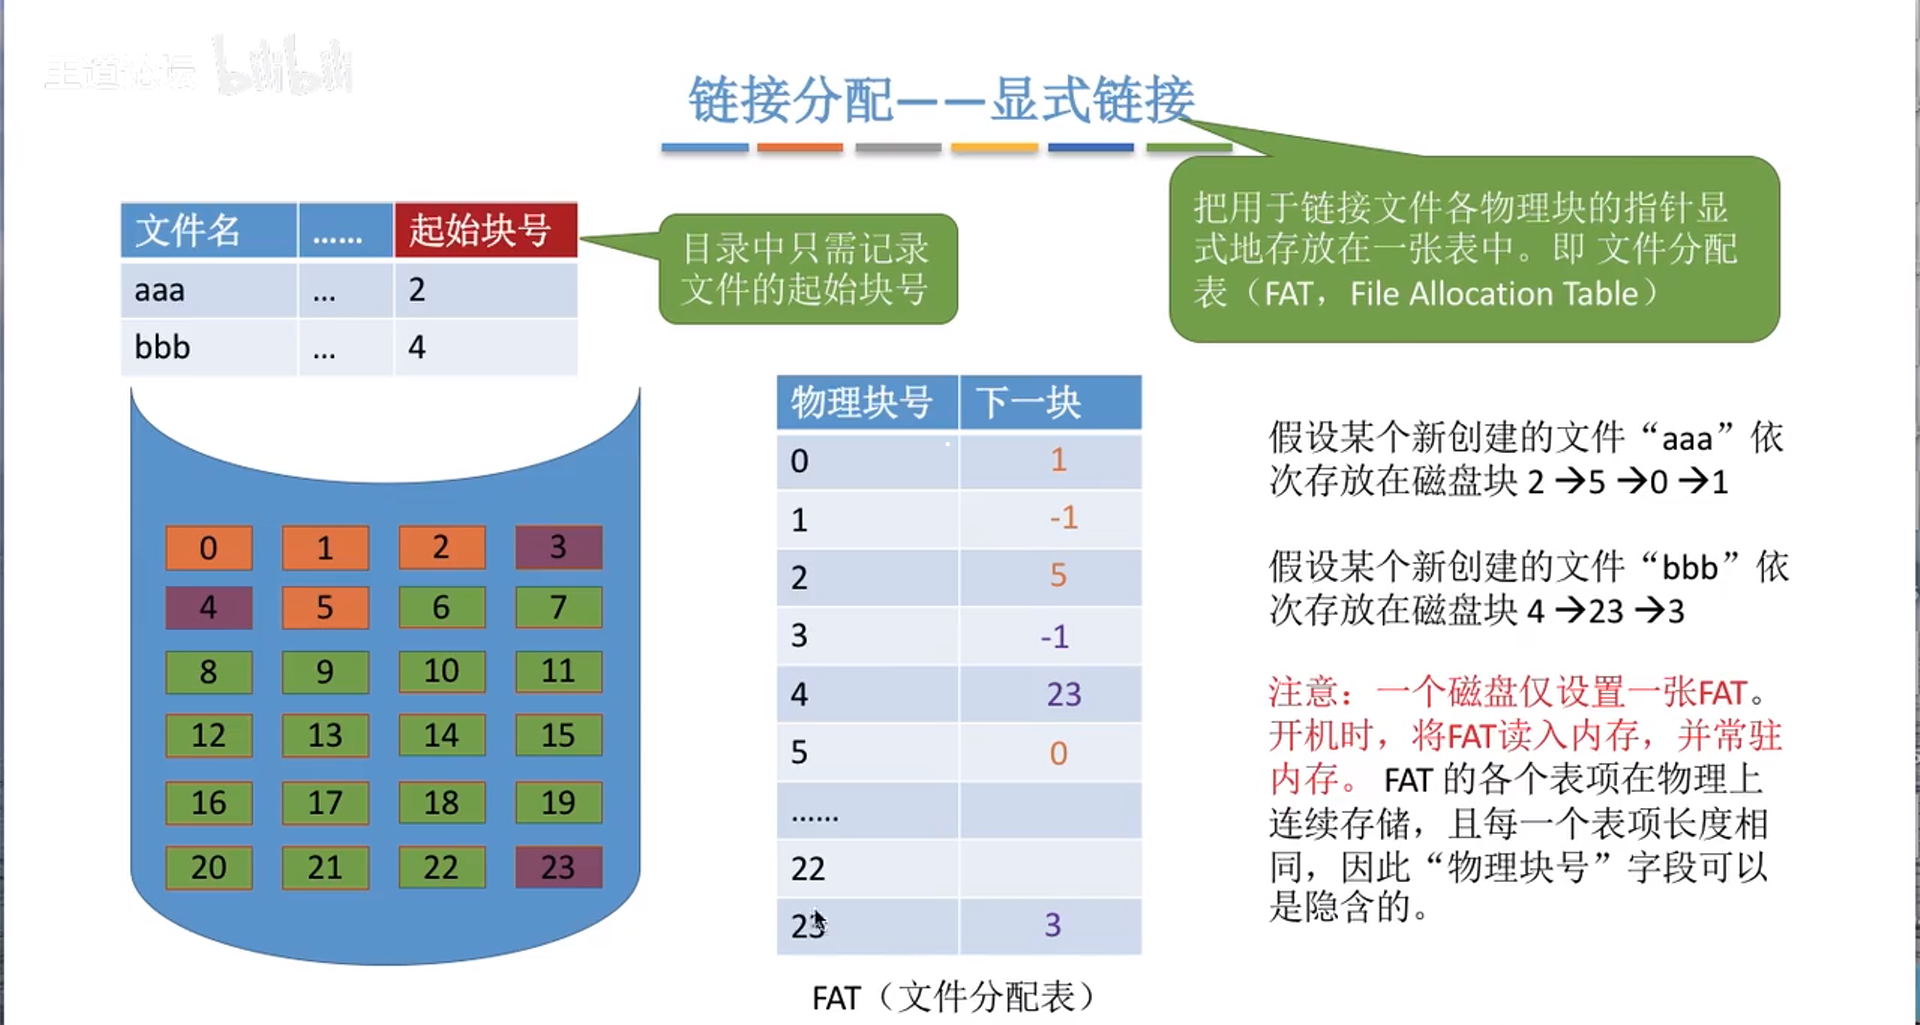 王道论坛 bilibili
链接分配——显式链接
文件名 …… 起始块号
aaa … 2
bbb … 4
目录中只需记录
文件的起始块号
把用于链接文件各物理块的指针显
式地存放在一张表中。即 文件分配
表（FAT，File Allocation Table）
0 1 2 3
4 5 6 7
8 9 10 11
12 13 14 15
16 17 18 19
20 21 22 23
物理块号 下一块
0 1
1 -1
2 5
3 -1
4 23
5 0
……
22
23 3
FAT（文件分配表）
假设某个新创建的文件“aaa”依
次存放在磁盘块 2→5→0→1
假设某个新创建的文件“bbb”依
次存放在磁盘块 4→23→3
注意：一个磁盘仅设置一张FAT。
开机时，将FAT读入内存，并常驻
内存。 FAT 的各个表项在物理上
连续存储，且每一个表项长度相
同，因此“物理块号”字段可以
是隐含的。